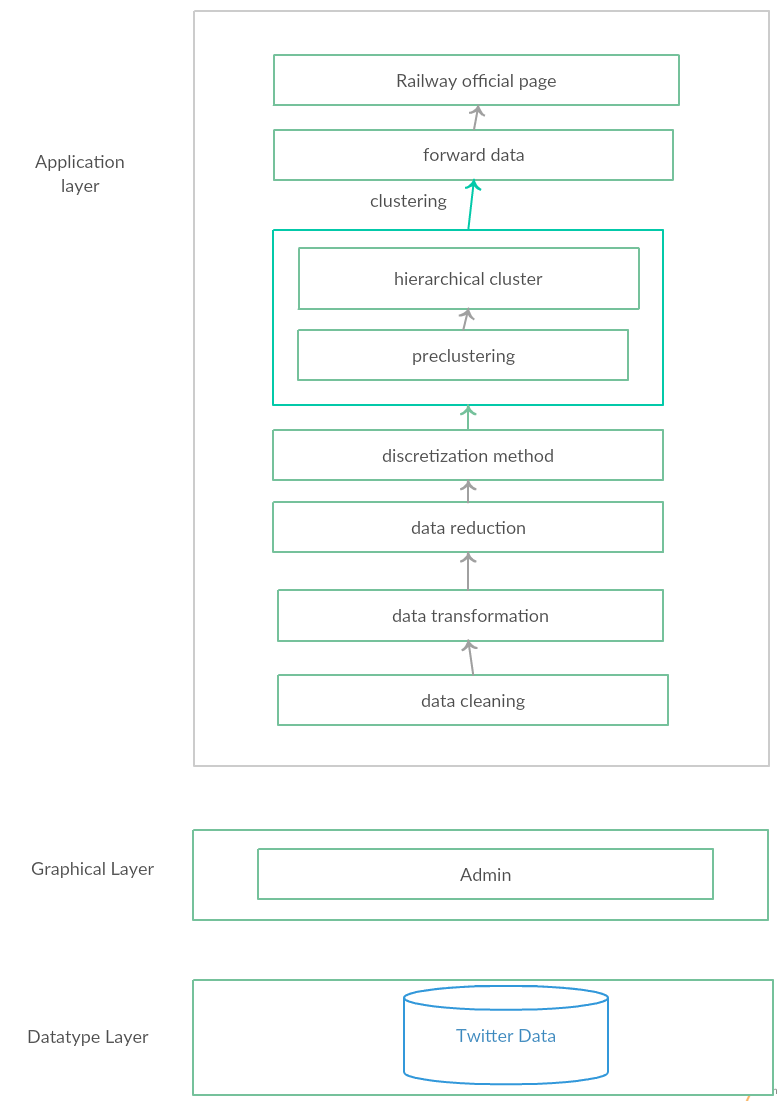 Railway official page
forward data
Application
layer
clustering
hierarchical cluster
preclustering
discretization method
data reduction
data transformation
data cleaning
Graphical Layer
Admin
Datatype Layer
Twitter Data